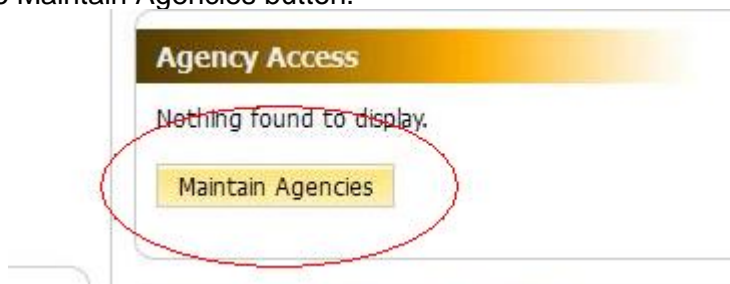 Maintain Agencies button.
Agency Access
Nothing found to display.
Maintain Agencies